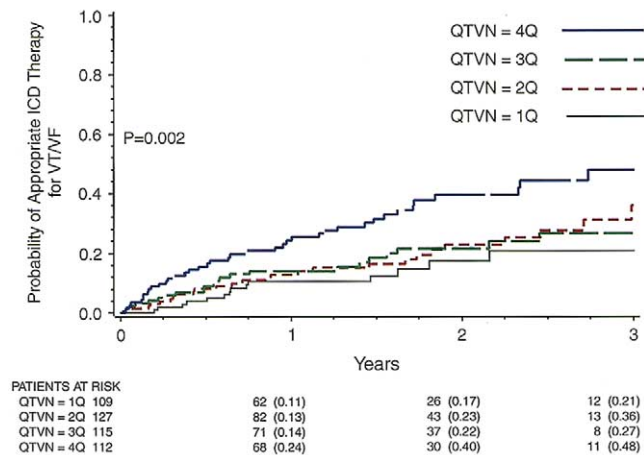 1.0
0.8
0.6
0.4
0.2
0.0
Probability of Appropriate ICD Therapy
for VT/VF
P=0.002
QTVN = 4Q
QTVN = 3Q
QTVN = 2Q
QTVN = 1Q
0 1 2 3
Years
PATIENTS AT RISK
QTVN = 1Q 109 62 (0.11) 26 (0.17) 12 (0.21)
QTVN = 2Q 127 82 (0.13) 43 (0.23) 13 (0.36)
QTVN = 3Q 115 71 (0.14) 37 (0.22) 8 (0.27)
QTVN = 4Q 112 68 (0.24) 30 (0.40) 11 (0.48)